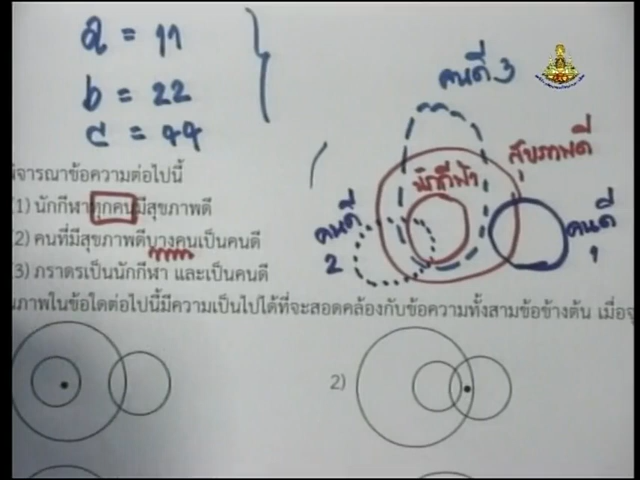 a = 11
b = 22
c = 44
คนดี 3
สุขภาพดี
นักกีฬา
คนดี
2
คนดี
1
จารณาข้อความต่อไปนี้
1) นักกีฬาทุกคนมีสุขภาพดี
(2) คนที่มีสุขภาพดีบางคนเป็นคนดี
(3) ภราดรเป็นนักกีฬา และเป็นคนดี
นภาพในข้อใดต่อไปนี้มีความเป็นไปได้ที่จะสอดคล้องกับข้อความทั้งสามข้อข้างต้น เมื่อจุ
2)